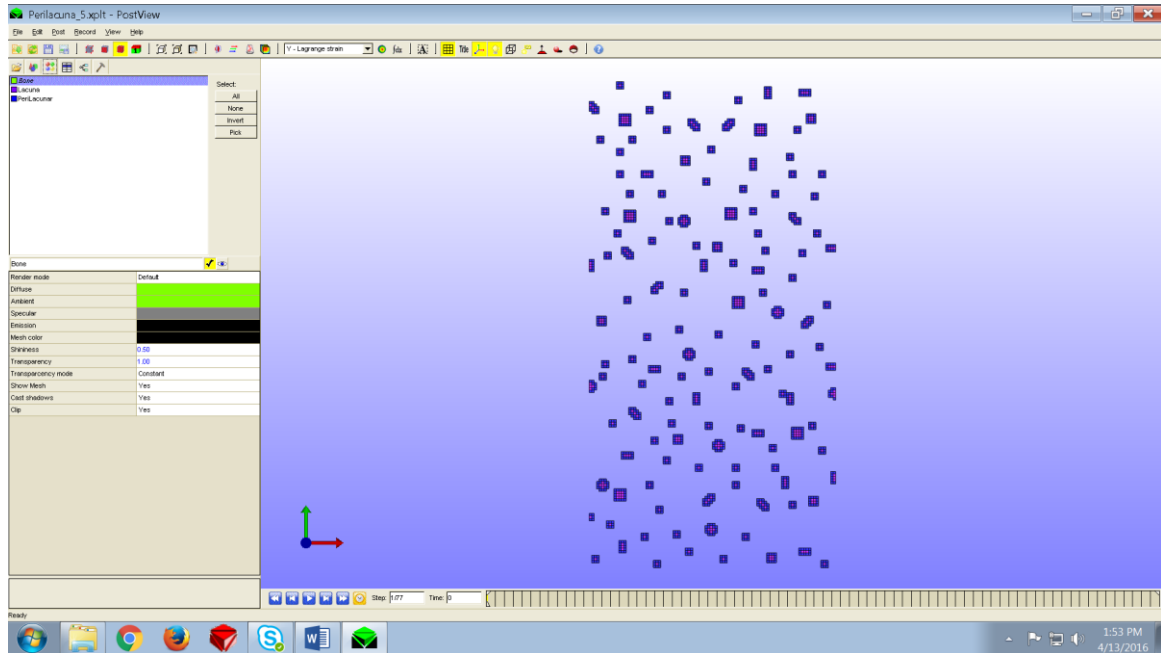 Perilacuna_5.xplt - PostView
File Edit Post Record View Help
Y - Lagrange strain
Title
Bone
Lacuna
PeriLacunar
Select:
All
None
Invert
Pick
Bone
Render mode Default
Diffuse
Ambient
Specular
Emission
Mesh color
Shininess 0.50
Transparency 1.00
Transparcency mode Constant
Show Mesh Yes
Cast shadows Yes
Clip Yes
Step: 1/77 Time: 0
Ready
1:53 PM
4/13/2016